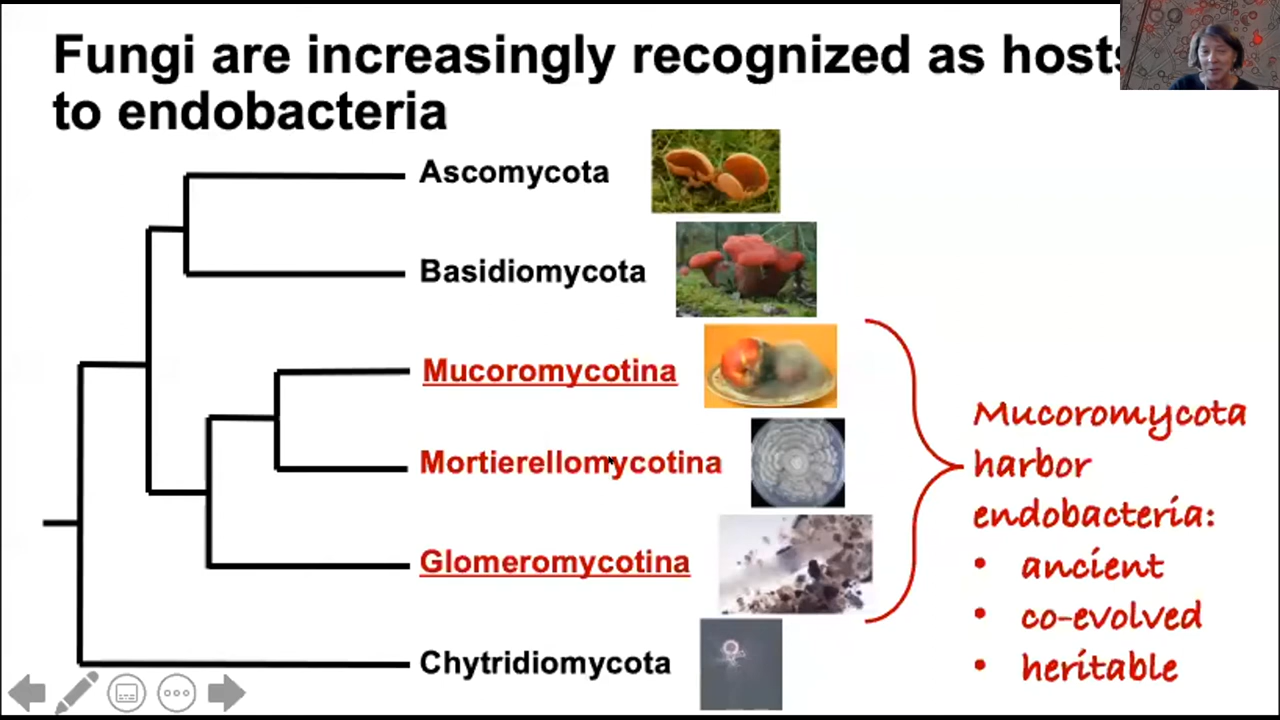 Fungi are increasingly recognized as hosts
to endobacteria
Ascomycota
Basidiomycota
Mucoromycotina
Mortierellomycotina
Glomeromycotina
Chytridiomycota
Mucoromycota
harbor
endobacteria:
• ancient
• co-evolved
• heritable